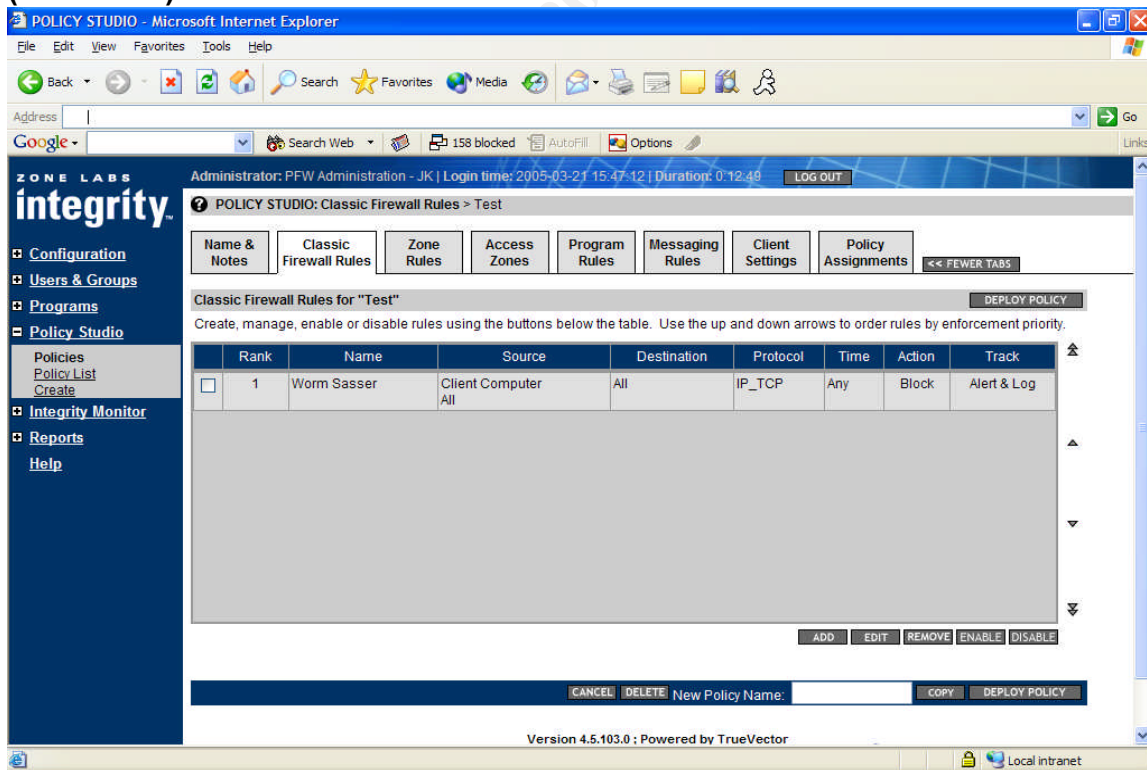 POLICY STUDIO - Microsoft Internet Explorer
File Edit View Favorites Tools Help
Back Search Favorites Media
Address Go
Google Search Web 158 blocked AutoFill Options Links
ZONE LABS
integrity™
Administrator: PFW Administration - JK | Login time: 2005-03-21 15:47:12 | Duration: 0:12:49 LOG OUT
POLICY STUDIO: Classic Firewall Rules > Test
Configuration
Users & Groups
Programs
Policy Studio
Policies
Policy List
Create
Integrity Monitor
Reports
Help
Name & Notes
Classic Firewall Rules
Zone Rules
Access Zones
Program Rules
Messaging Rules
Client Settings
Policy Assignments
<< FEWER TABS
Classic Firewall Rules for "Test" DEPLOY POLICY
Create, manage, enable or disable rules using the buttons below the table. Use the up and down arrows to order rules by enforcement priority.
Rank Name Source Destination Protocol Time Action Track
1 Worm Sasser Client Computer All IP_TCP Any Block Alert & Log
All
ADD EDIT REMOVE ENABLE DISABLE
CANCEL DELETE New Policy Name: COPY DEPLOY POLICY
Version 4.5.103.0 ; Powered by TrueVector
Local intranet